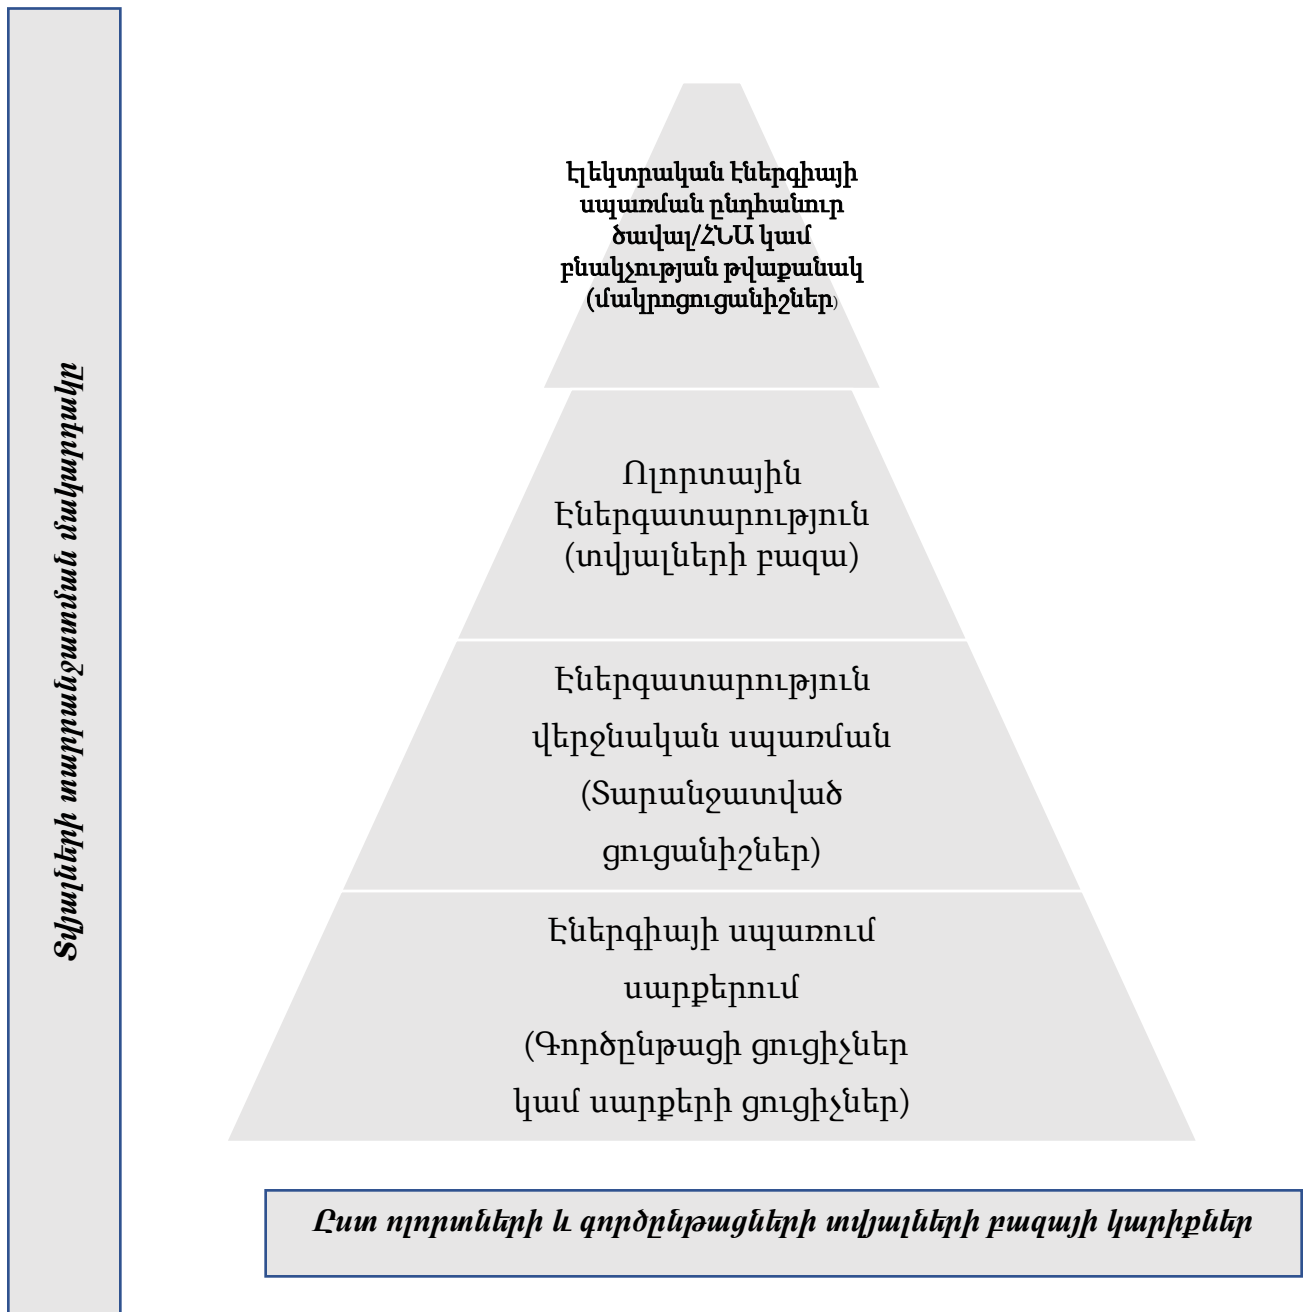 Տվյալների տարրանջատման մակարդակը
Էլեկտրական էներգիայի
սպառման ընդհանուր
ծավալ/ՀՆԱ կամ
բնակչության թվաքանակ
(մակրոցուցանիշներ)
Ոլորտային
Էներգատարություն
(տվյալների բազա)
Էներգատարություն
վերջնական սպառման
(Տարանջատված
ցուցանիշներ)
Էներգիայի սպառում
սարքերում
(Գործընթացի ցուցիչներ
կամ սարքերի ցուցիչներ)
Ըստ ոլորտների և գործընթացների տվյալների բազայի կարիքներ